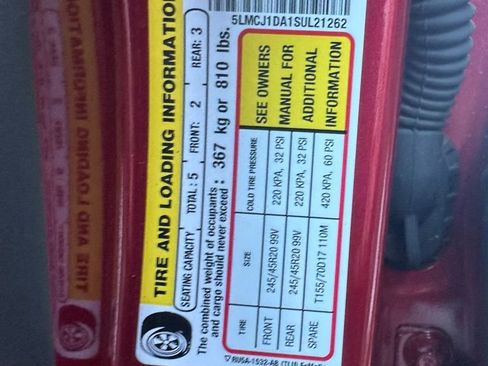 TIRE AND LOADING INFORMATION
SEATING CAPACITY TOTAL: 5 FRONT: 2 REAR: 3
The combined weight of occupants
and cargo should never exceed : 367 kg or 810 lbs.
5LMCJ1DA1SUL21262
TIRE SIZE COLD TIRE PRESSURE
FRONT 245/45R20 99V 220 KPA, 32 PSI
REAR 245/45R20 99V 220 KPA, 32 PSI
SPARE T155/70D17 110M 420 KPA, 60 PSI
SEE OWNERS
MANUAL FOR
ADDITIONAL
INFORMATION